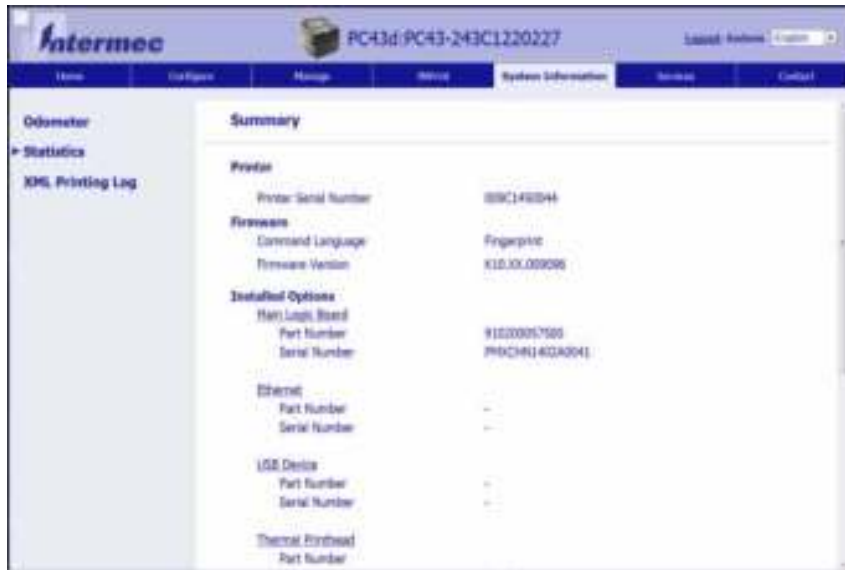 Intermec
PC43d:PC43-243C1220227
Logout
Home Configure Manage System Information Services Contact
Odometer
Statistics
XML Printing Log
Summary
Printer
Printer Serial Number
Firmware
Command Language Fingerprint
Firmware Version
Installed Options
Main Logic Board
Part Number
Serial Number
Ethernet
Part Number -
Serial Number -
USB Device
Part Number -
Serial Number -
Thermal Printhead
Part Number